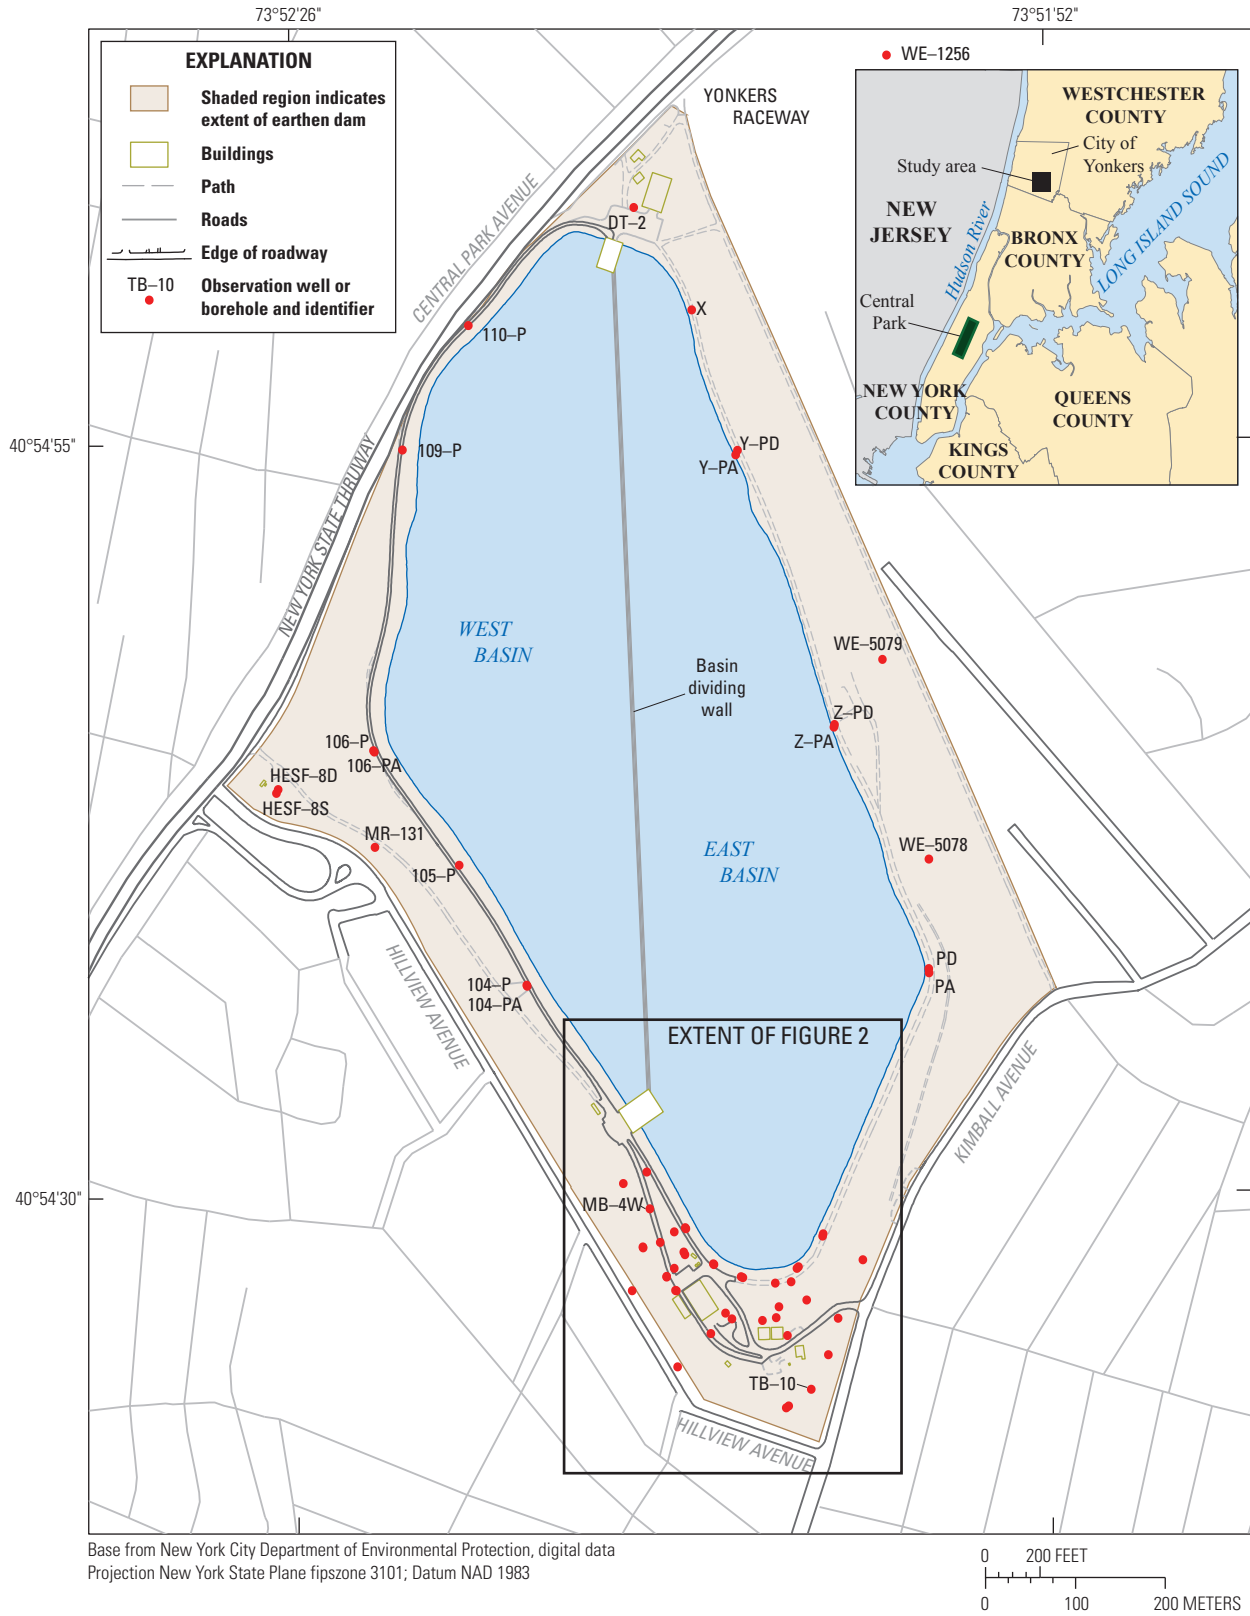 73°52'26"
73°51'52"
EXPLANATION
Shaded region indicates
extent of earthen dam
Buildings
Path
Roads
Edge of roadway
TB–10
Observation well or
borehole and identifier
WE–1256
YONKERS
RACEWAY
WESTCHESTER
COUNTY
City of
Yonkers
Study area
NEW
JERSEY
Hudson River
BRONX
COUNTY
LONG ISLAND SOUND
Central
Park
NEW YORK
COUNTY
QUEENS
COUNTY
KINGS
COUNTY
CENTRAL PARK AVENUE
DT–2
X
110–P
40°54'55"
109–P
Y–PD
Y–PA
NEW YORK STATE THRUWAY
WEST
BASIN
Basin
dividing
wall
WE–5079
Z–PD
Z–PA
106–P
106–PA
HESF–8D
HESF–8S
MR–131
105–P
EAST
BASIN
WE–5078
HILLVIEW AVENUE
104–P
104–PA
PD
PA
EXTENT OF FIGURE 2
KIMBALL AVENUE
40°54'30"
MB–4W
TB–10
HILLVIEW AVENUE
Base from New York City Department of Environmental Protection, digital data
Projection New York State Plane fipszone 3101; Datum NAD 1983
0 200 FEET
0 100 200 METERS